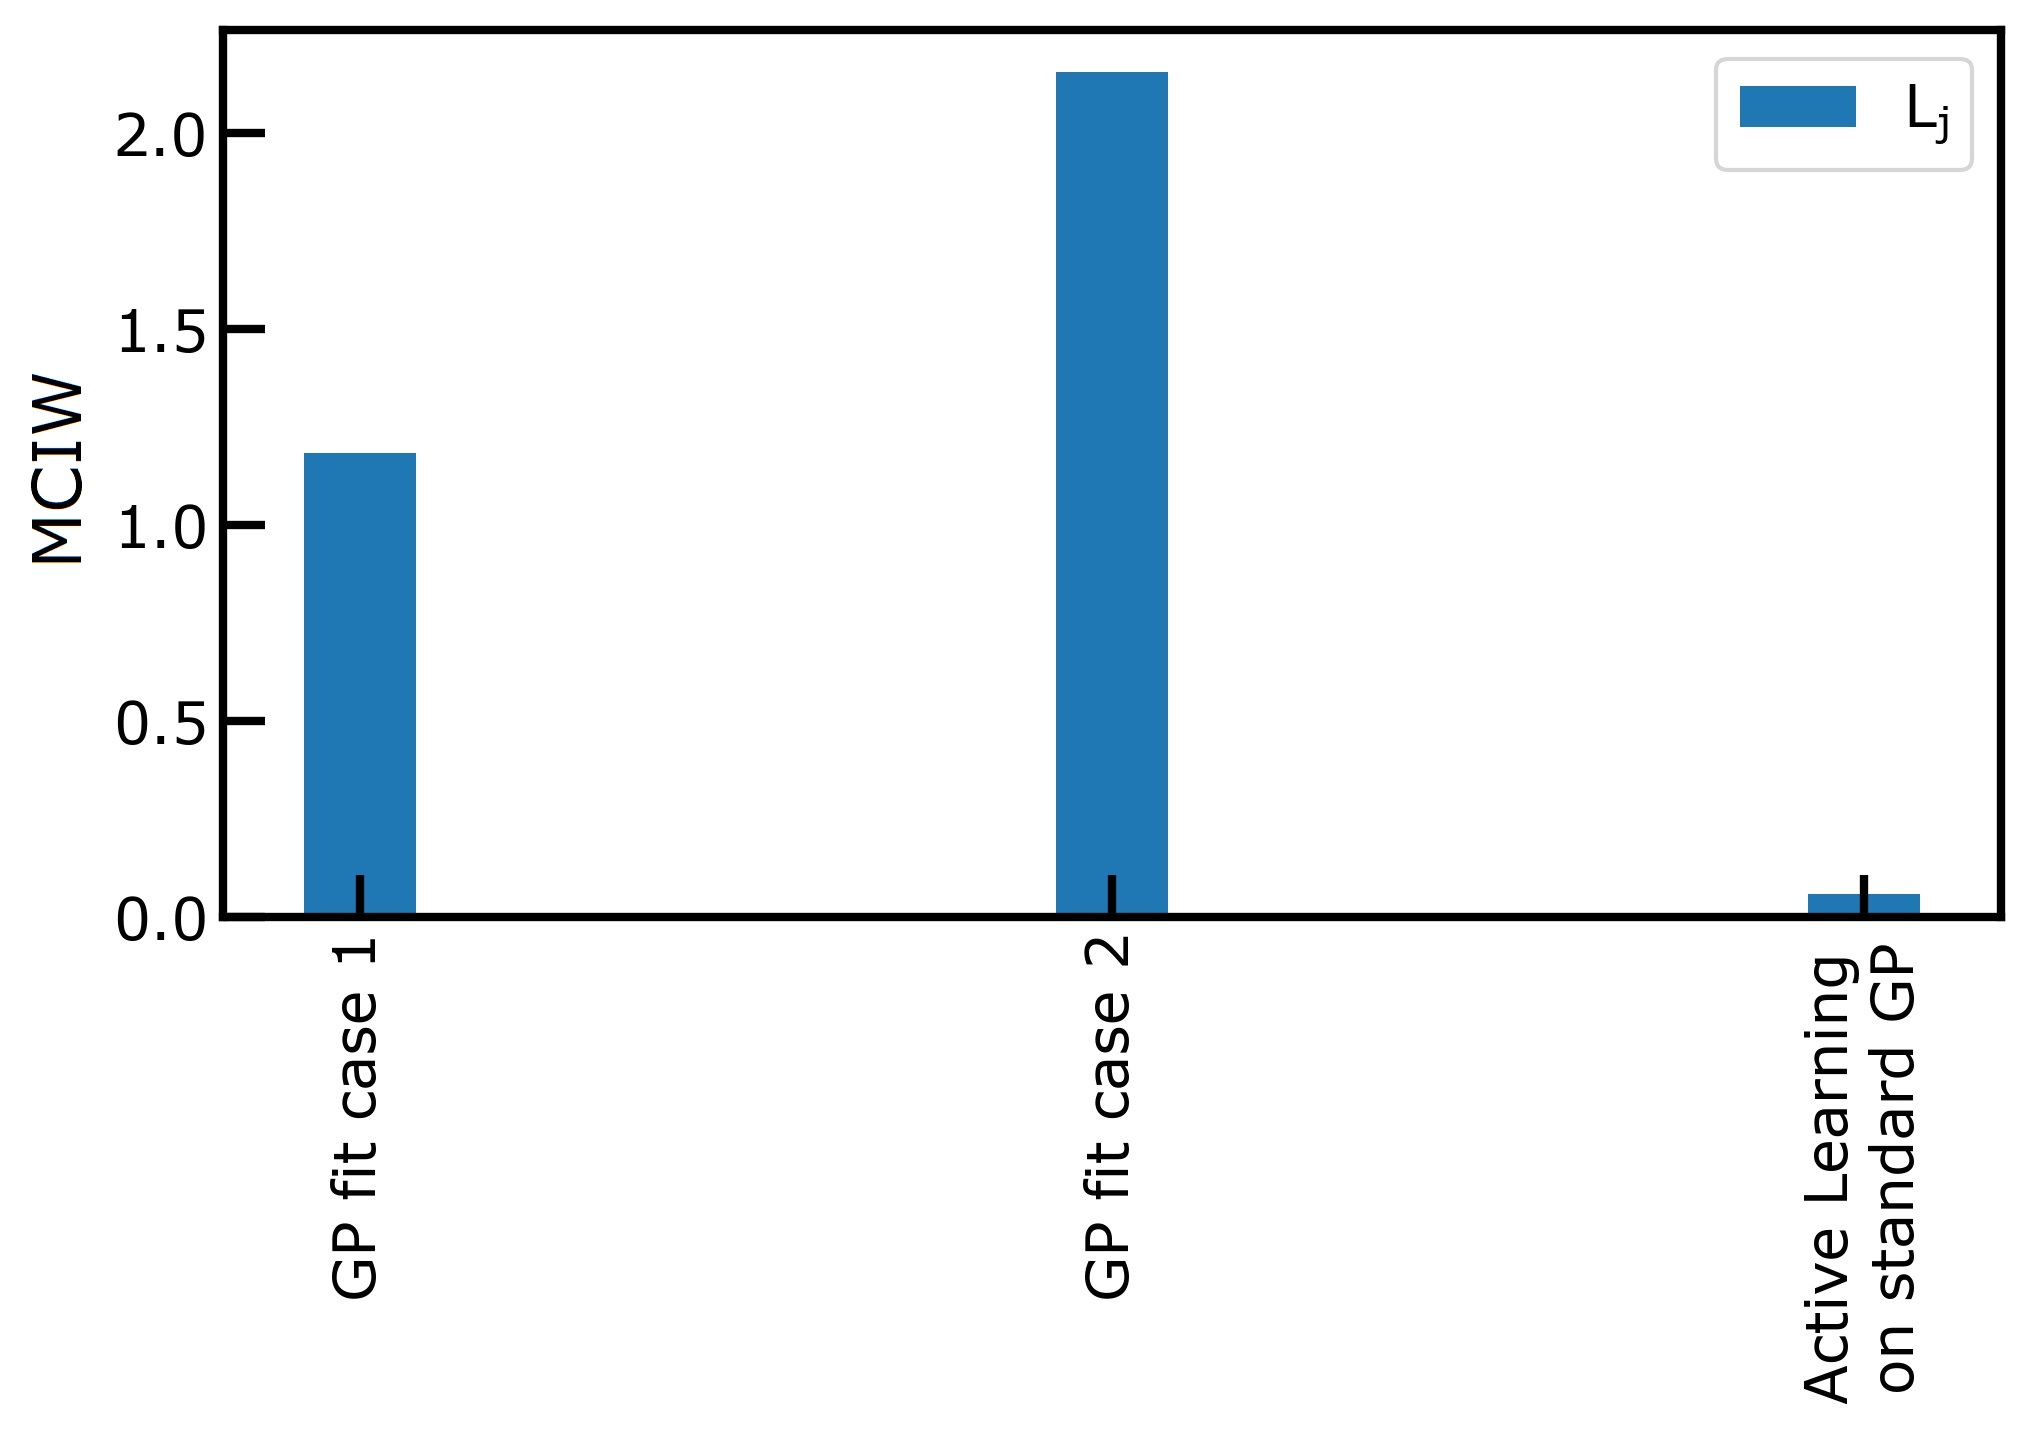 MCIW
2.0
1.5
1.0
0.5
0.0
L_j
GP fit case 1
GP fit case 2
Active Learning
on standard GP